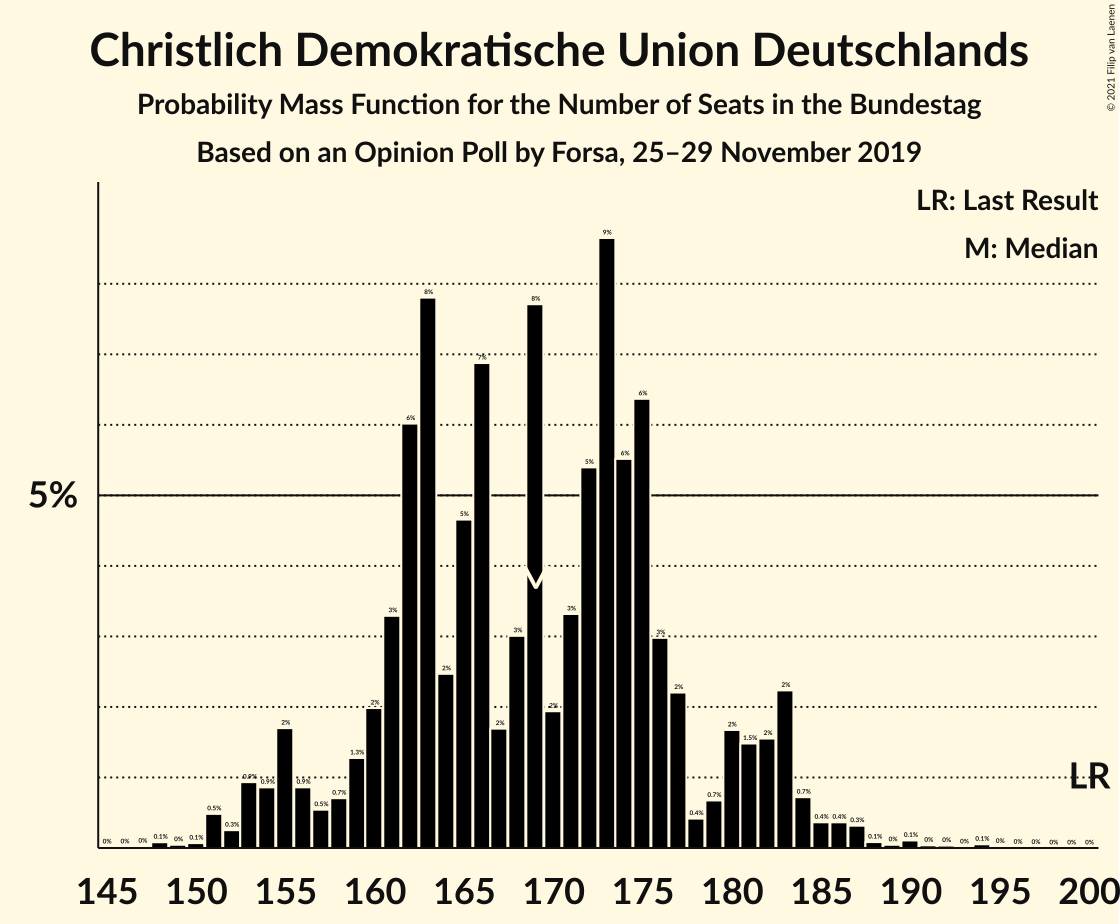 Christlich Demokratische Union Deutschlands
Probability Mass Function for the Number of Seats in the Bundestag
Based on an Opinion Poll by Forsa, 25–29 November 2019
© 2021 Filip van Laenen
LR: Last Result
M: Median
5%
0% 0% 0% 0.1% 0% 0.1% 0.5% 0.3% 0.9% 0.9% 2% 0.9% 0.5% 0.7% 1.3% 2% 3% 6% 8% 2% 5% 7% 2% 3% 8% 2% 3% 5% 9% 6% 6% 3% 2% 0.4% 0.7% 2% 1.5% 2% 2% 0.7% 0.4% 0.4% 0.3% 0.1% 0% 0.1% 0% 0% 0% 0.1% 0% 0% 0% 0% 0% 0%
LR
145 150 155 160 165 170 175 180 185 190 195 200